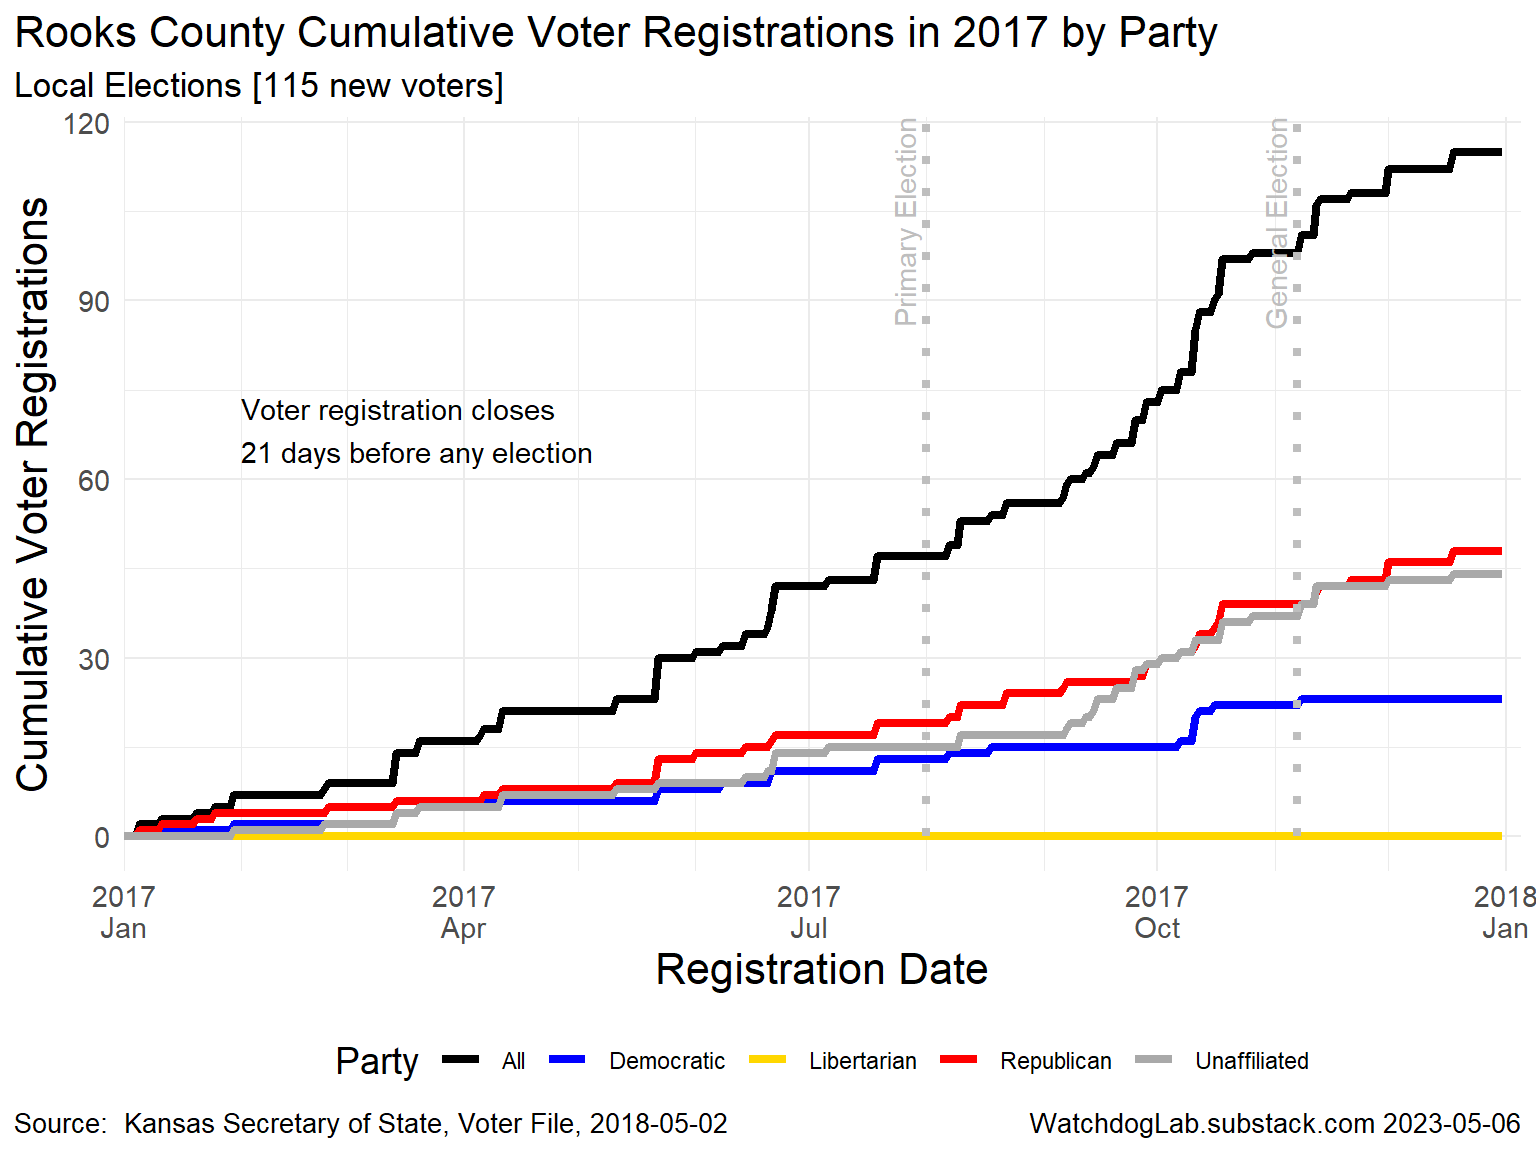 Rooks County Cumulative Voter Registrations in 2017 by Party
Local Elections [115 new voters]
120
90
60
30
0
Cumulative Voter Registrations
Primary Election
General Election
Voter registration closes
21 days before any election
2017 2017 2017 2017 2018
Jan Apr Jul Oct Jan
Registration Date
Party All Democratic Libertarian Republican Unaffiliated
Source:  Kansas Secretary of State, Voter File, 2018-05-02
WatchdogLab.substack.com 2023-05-06